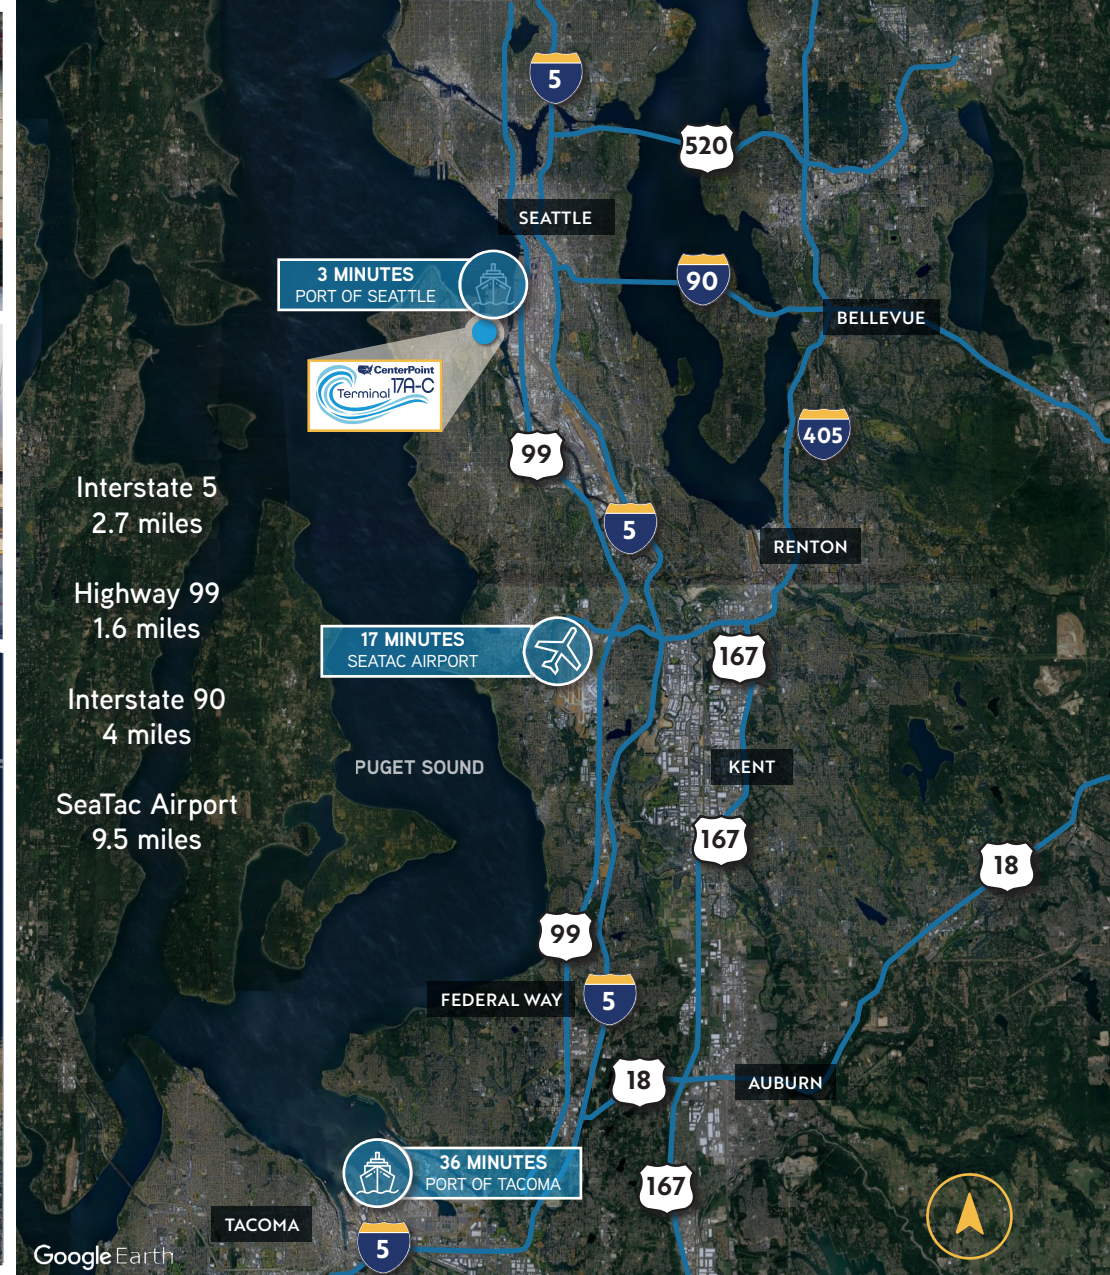 5
520
SEATTLE
3 MINUTES
PORT OF SEATTLE
90
BELLEVUE
CenterPoint
Terminal 17A-C
405
99
Interstate 5
2.7 miles
5
RENTON
Highway 99
1.6 miles
17 MINUTES
SEATAC AIRPORT
167
Interstate 90
4 miles
PUGET SOUND
KENT
SeaTac Airport
9.5 miles
167
18
99
FEDERAL WAY
5
18
AUBURN
36 MINUTES
PORT OF TACOMA
167
TACOMA
5
Google Earth